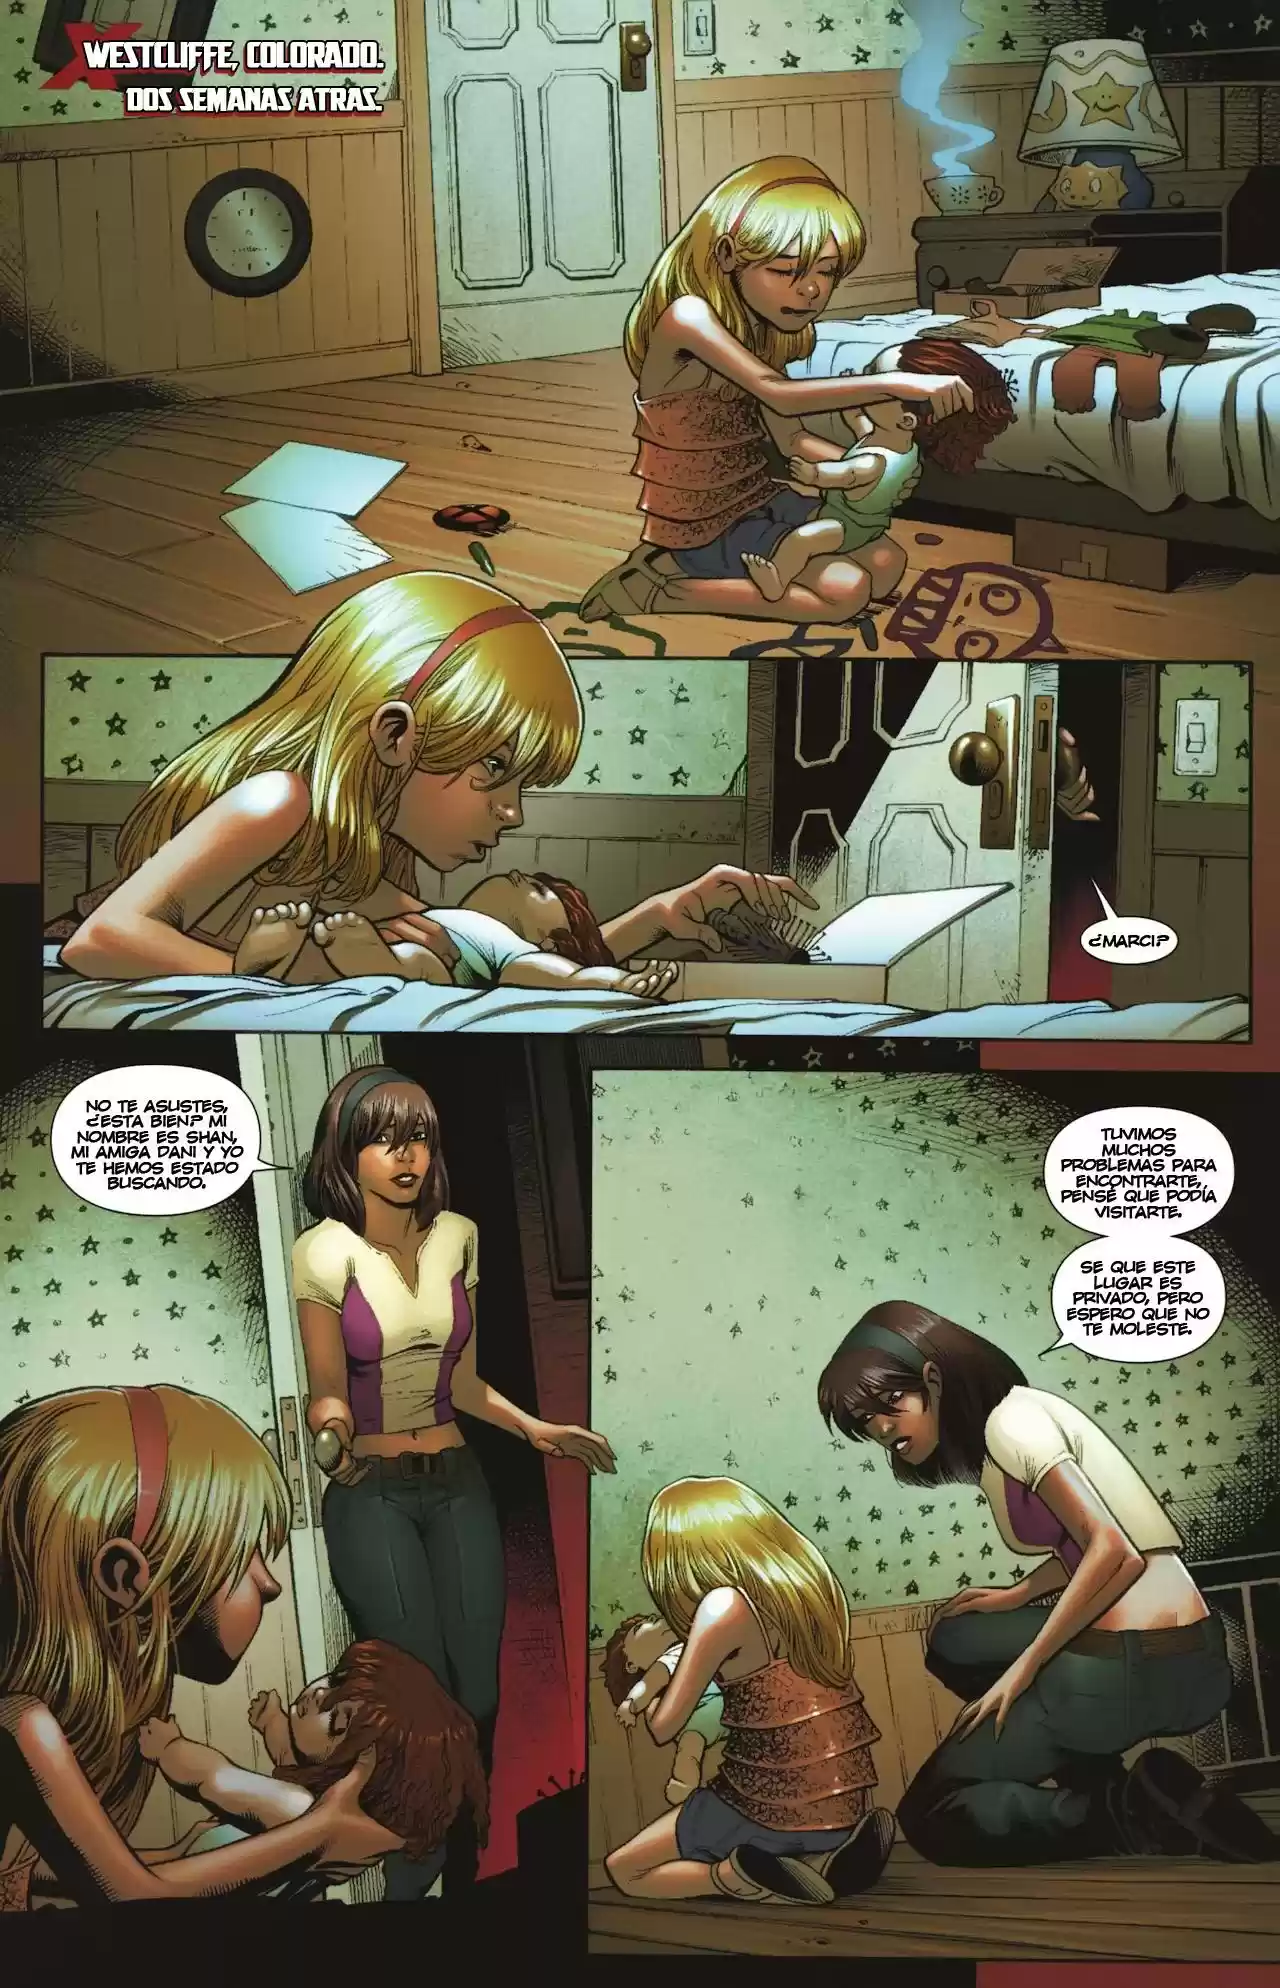 WESTCLIFFE, COLORADO.
DOS SEMANAS ATRAS.
¿MARCI?
NO TE ASUSTES,
¿ESTA BIEN? MI
NOMBRE ES SHAN,
MI AMIGA DANI Y YO
TE HEMOS ESTADO
BUSCANDO.
TUVIMOS
MUCHOS
PROBLEMAS PARA
ENCONTRARTE,
PENSÉ QUE PODÍA
VISITARTE.
SE QUE ESTE
LUGAR ES
PRIVADO, PERO
ESPERO QUE NO
TE MOLESTE.